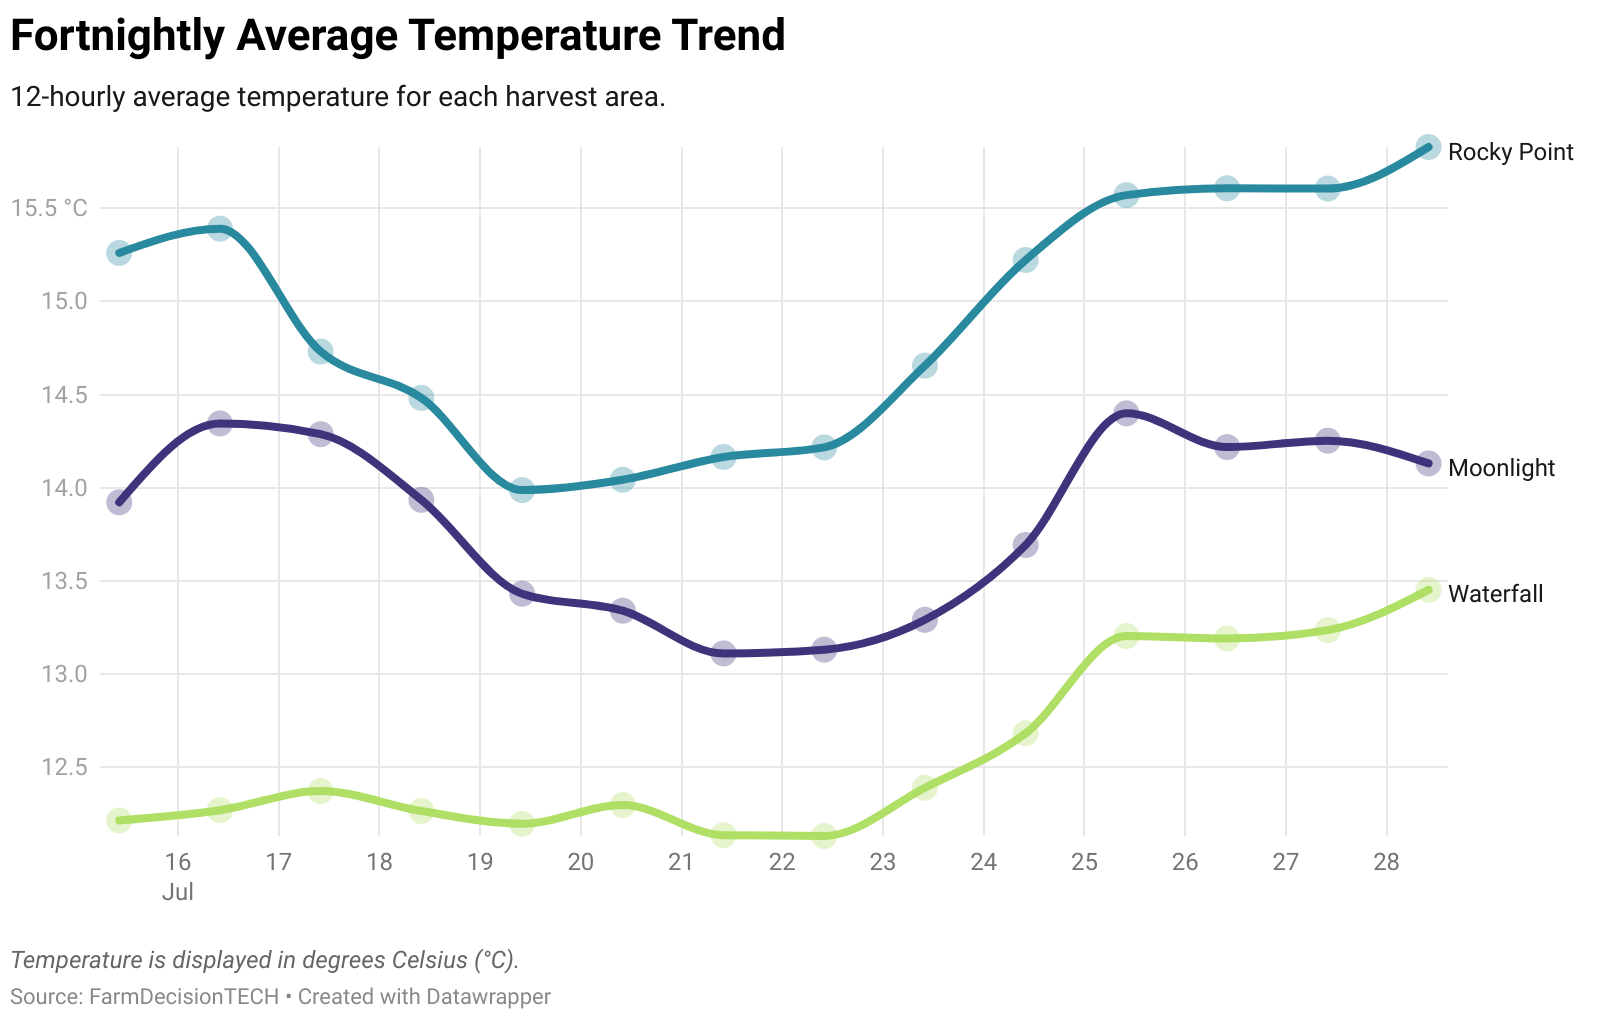 Fortnightly Average Temperature Trend
12-hourly average temperature for each harvest area.
Rocky Point
15.5 °C
15.0
14.5
Moonlight
14.0
13.5
Waterfall
13.0
12.5
16 17 18 19 20 21 22 23 24 25 26 27 28
Jul
Temperature is displayed in degrees Celsius (°C).
Source: FarmDecisionTECH • Created with Datawrapper